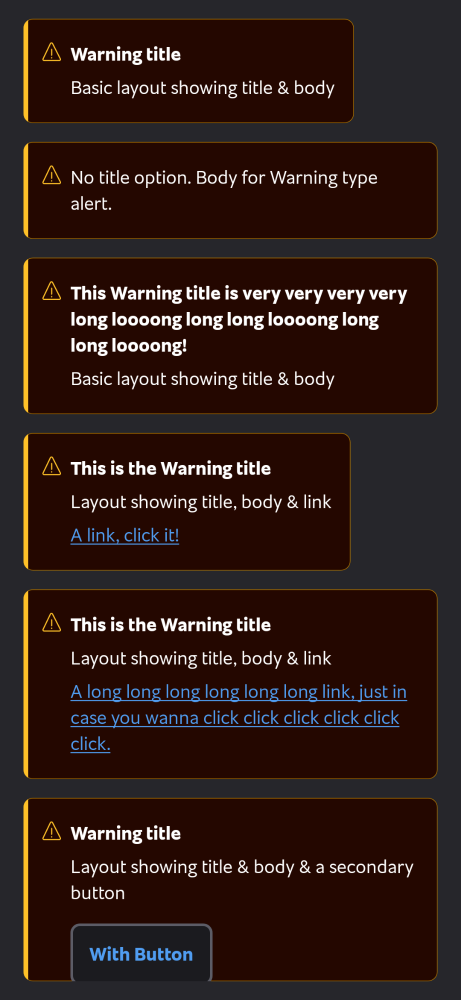 Warning title
Basic layout showing title & body
No title option. Body for Warning type
alert.
This Warning title is very very very very
long loooong long long loooong long
long loooong!
Basic layout showing title & body
This is the Warning title
Layout showing title, body & link
A link, click it!
This is the Warning title
Layout showing title, body & link
A long long long long long long link, just in
case you wanna click click click click click
click.
Warning title
Layout showing title & body & a secondary
button
With Button